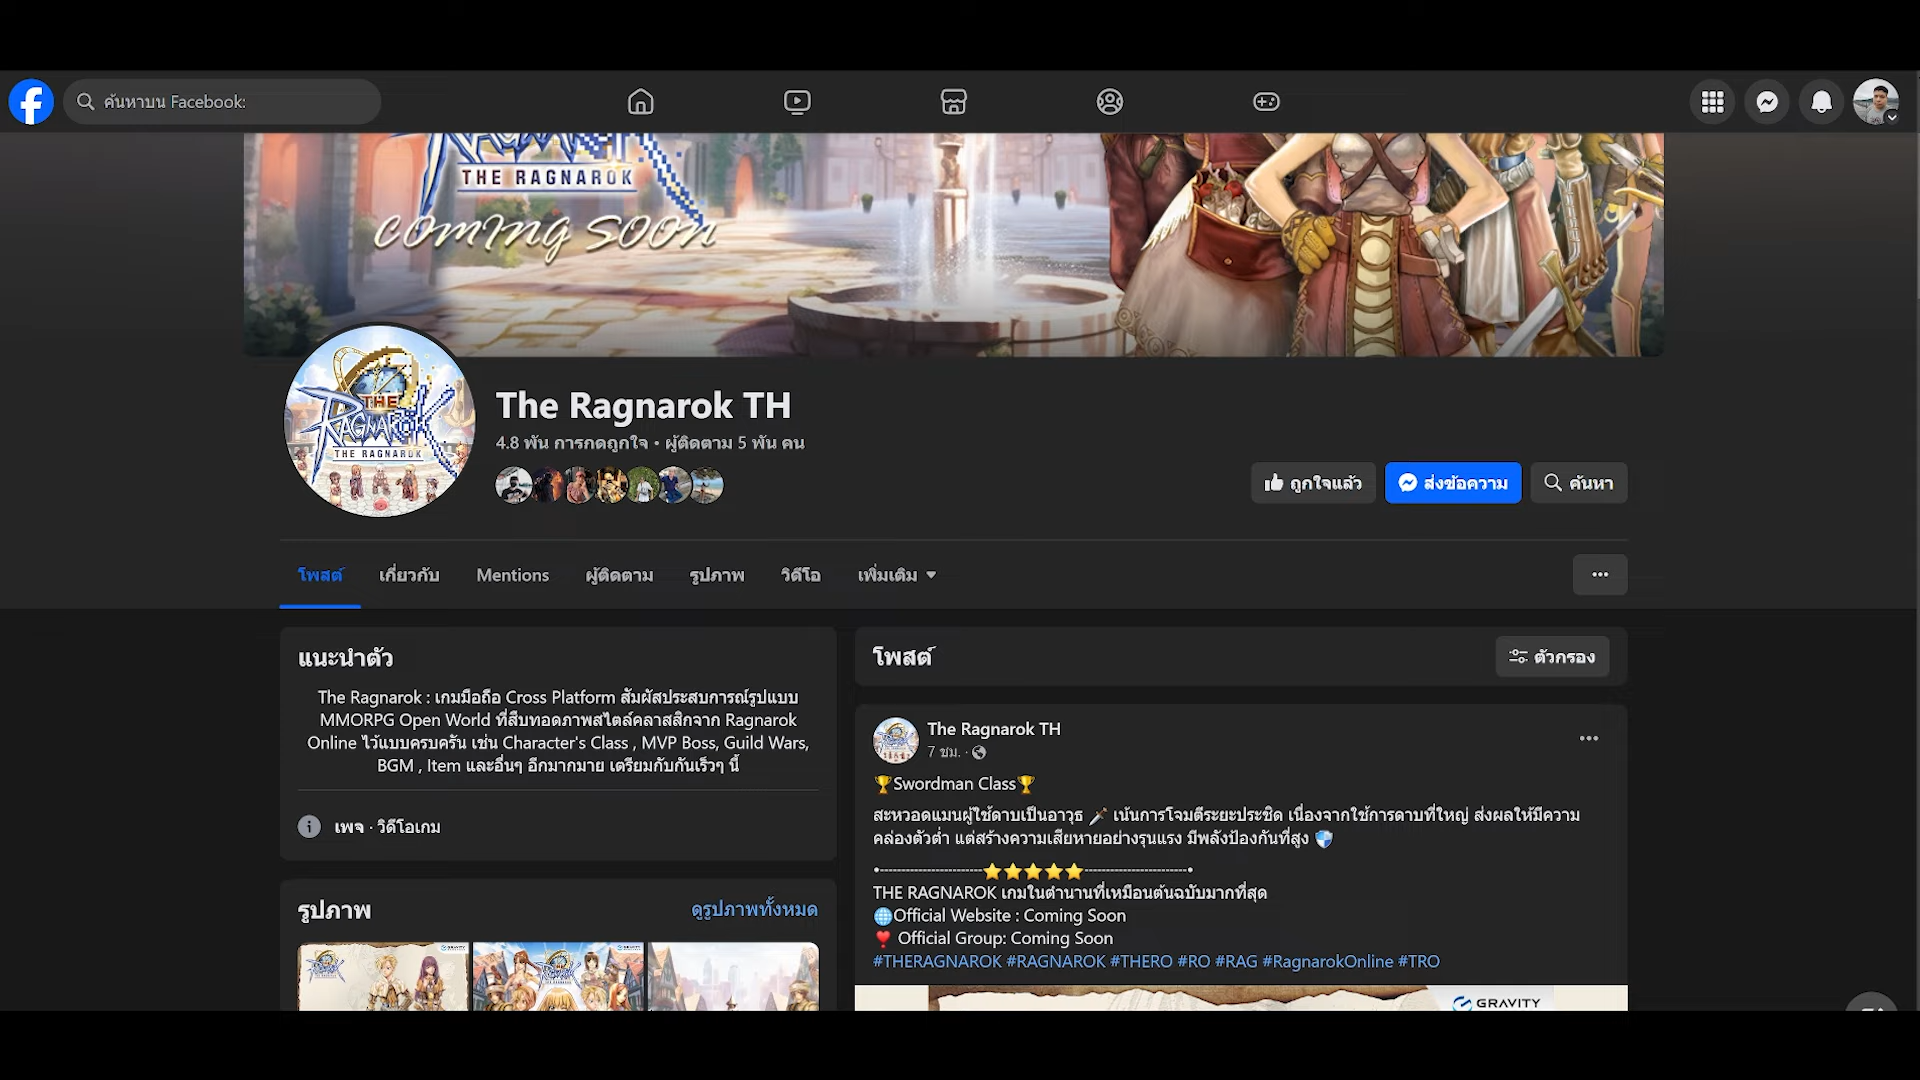 ค้นหาบน Facebook:
THE RAGNAROK
COMING SOON
THE
RAGNAROK
THE RAGNAROK
The Ragnarok TH
4.8 พัน การกดถูกใจ • ผู้ติดตาม 5 พัน คน
ถูกใจแล้ว
ส่งข้อความ
ค้นหา
โพสต์
เกี่ยวกับ
Mentions
ผู้ติดตาม
รูปภาพ
วิดีโอ
เพิ่มเติม
แนะนำตัว
The Ragnarok : เกมมือถือ Cross Platform สัมผัสประสบการณ์รูปแบบ
MMORPG Open World ที่สืบทอดภาพสไตล์คลาสสิกจาก Ragnarok
Online ไว้แบบครบครัน เช่น Character's Class , MVP Boss, Guild Wars,
BGM , Item และอื่นๆ อีกมากมาย เตรียมกับกันเร็วๆ นี้
เพจ · วิดีโอเกม
รูปภาพ
ดูรูปภาพทั้งหมด
โพสต์
ตัวกรอง
The Ragnarok TH
7 ชม. ·
🏆Swordman Class🏆
สะหวอดแมนผู้ใช้ดาบเป็นอาวุธ 🗡️ เน้นการโจมตีระยะประชิด เนื่องจากใช้การดาบที่ใหญ่ ส่งผลให้มีความ
คล่องตัวต่ำ แต่สร้างความเสียหายอย่างรุนแรง มีพลังป้องกันที่สูง 🛡️
•-----------------------⭐⭐⭐⭐⭐-----------------------•
THE RAGNAROK เกมในตำนานที่เหมือนต้นฉบับมากที่สุด
🌐Official Website : Coming Soon
❣️ Official Group: Coming Soon
#THERAGNAROK #RAGNAROK #THERO #RO #RAG #RagnarokOnline #TRO
GRAVITY